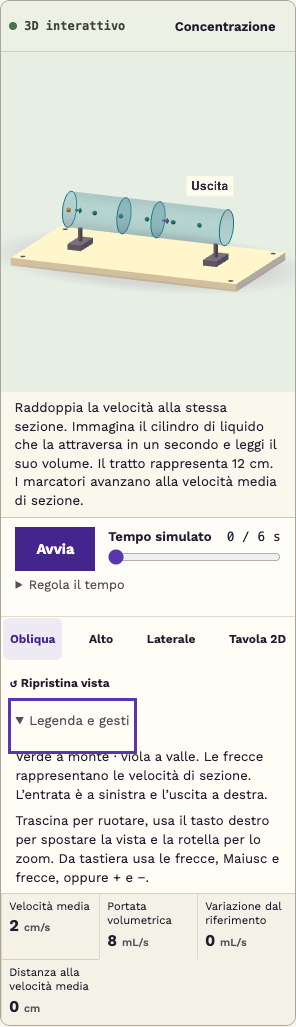 3D interattivo
Concentrazione
Uscita
Raddoppia la velocità alla stessa
sezione. Immagina il cilindro di liquido
che la attraversa in un secondo e leggi il
suo volume. Il tratto rappresenta 12 cm.
I marcatori avanzano alla velocità media
di sezione.
Avvia
Tempo simulato 0 / 6 s
▶ Regola il tempo
Obliqua Alto Laterale Tavola 2D
↺ Ripristina vista
▼ Legenda e gesti
Verde a monte · viola a valle. Le frecce
rappresentano le velocità di sezione.
L’entrata è a sinistra e l’uscita a destra.
Trascina per ruotare, usa il tasto destro
per spostare la vista e la rotella per lo
zoom. Da tastiera usa le frecce, Maiusc e
frecce, oppure + e −.
Velocità media
2 cm/s
Portata
volumetrica
8 mL/s
Variazione dal
riferimento
0 mL/s
Distanza alla
velocità media
0 cm